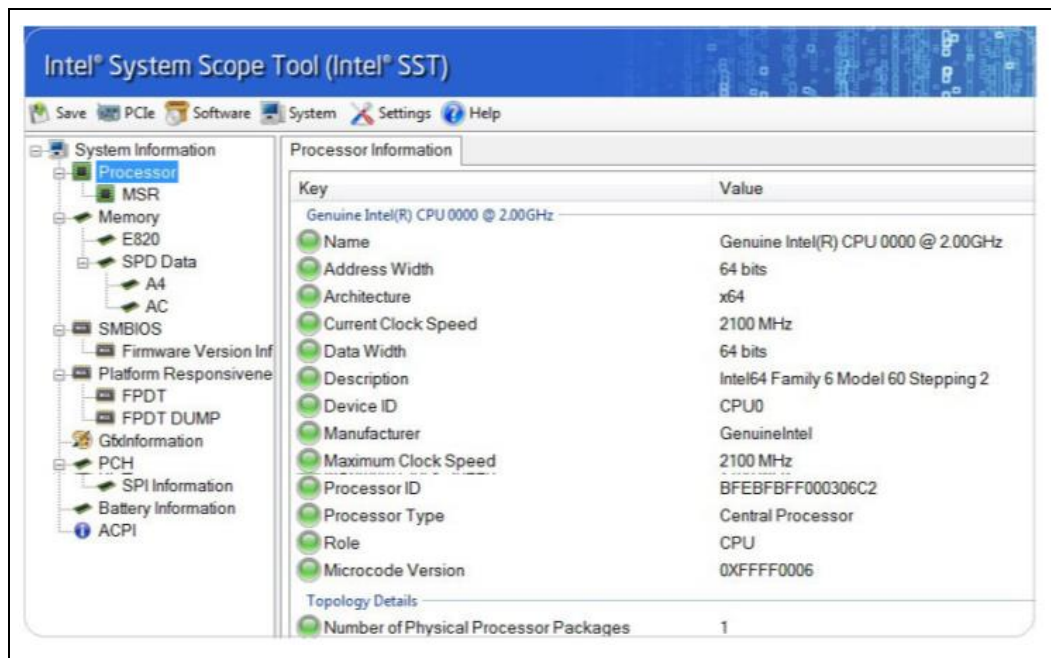 Intel® System Scope Tool (Intel® SST)
Save PCIe Software System Settings Help
System Information
Processor
MSR
Memory
E820
SPD Data
A4
AC
SMBIOS
Firmware Version Inf
Platform Responsivene
FPDT
FPDT DUMP
GfxInformation
PCH
SPI Information
Battery Information
ACPI
Processor Information
Key Value
Genuine Intel(R) CPU 0000 @ 2.00GHz
Name Genuine Intel(R) CPU 0000 @ 2.00GHz
Address Width 64 bits
Architecture x64
Current Clock Speed 2100 MHz
Data Width 64 bits
Description Intel64 Family 6 Model 60 Stepping 2
Device ID CPU0
Manufacturer GenuineIntel
Maximum Clock Speed 2100 MHz
Processor ID BFEBFBFF000306C2
Processor Type Central Processor
Role CPU
Microcode Version 0XFFFF0006
Topology Details
Number of Physical Processor Packages 1